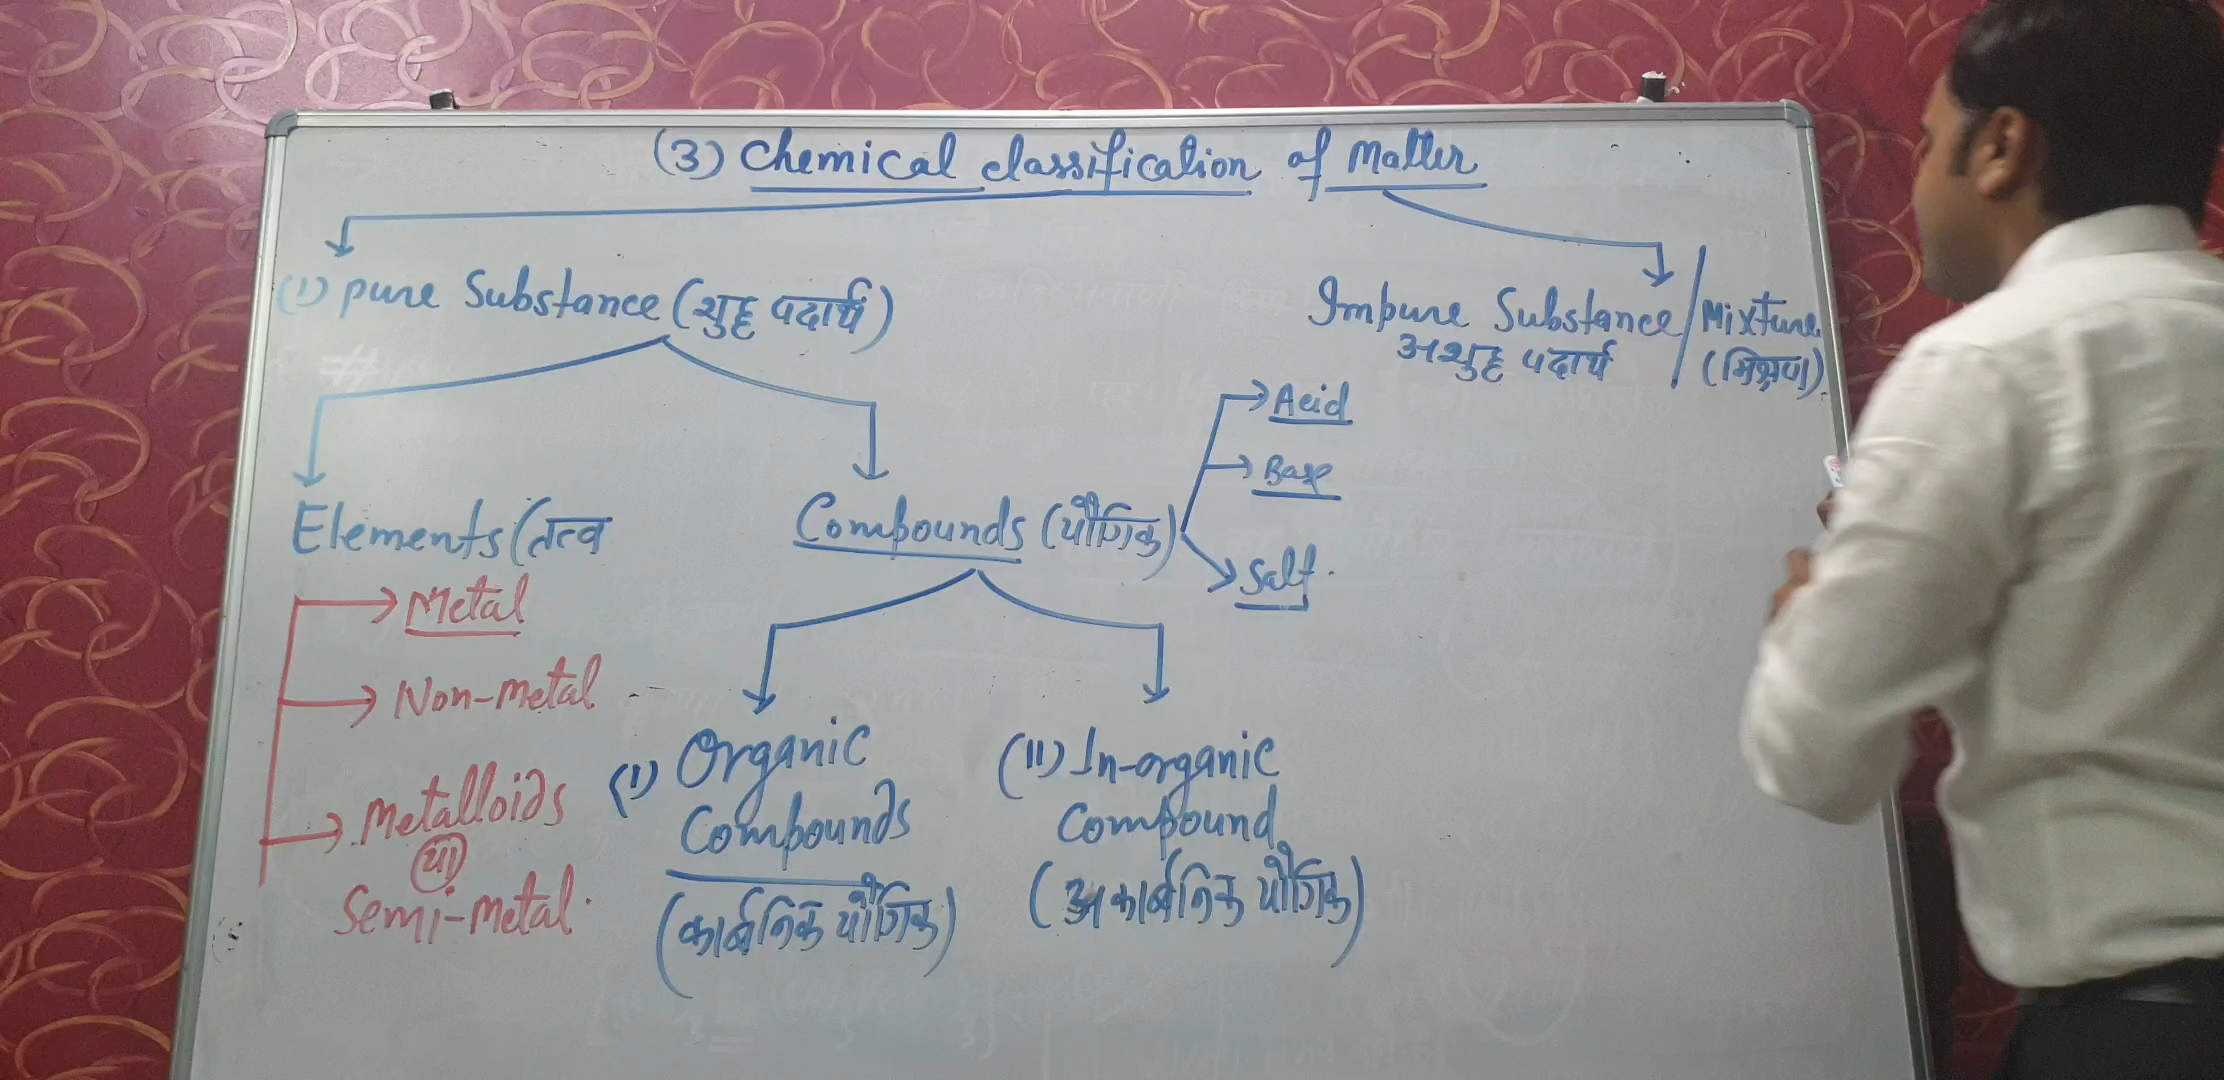 (3) Chemical classification of Matter
(1) pure Substance (शुद्ध पदार्थ)
Impure Substance / Mixture
अशुद्ध पदार्थ (मिश्रण)
Elements (तत्व
Compounds (यौगिक)
Acid
Base
Salt
Metal
Non-metal
Metalloids
(या)
Semi-metal
(I) Organic
Compounds
(कार्बनिक यौगिक)
(II) In-organic
Compound
(अकार्बनिक यौगिक)